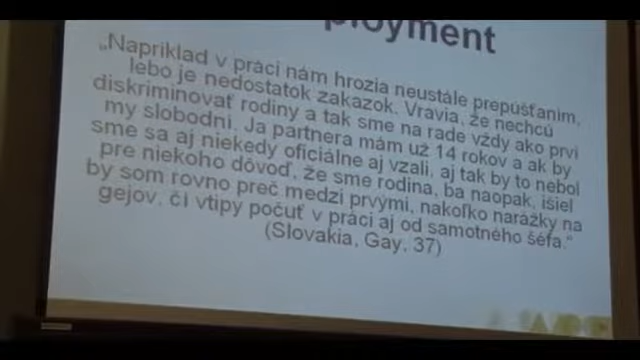 ployment
„Napriklad v práci nám hrozia neustále prepúšťaním,
lebo je nedostatok zakazok. Vravia, že nechcú
diskriminovať rodiny a tak sme na rade vždy ako prví
my slobodní. Ja partnera mám už 14 rokov a ak by
sme sa aj niekedy oficiálne aj vzali, aj tak by to nebol
pre niekoho dôvod, že sme rodina, ba naopak, išiel
by som rovno preč medzi prvými, nakoľko narážky na
gejov, či vtipy počuť v práci aj od samotného šéfa."
(Slovakia, Gay, 37)